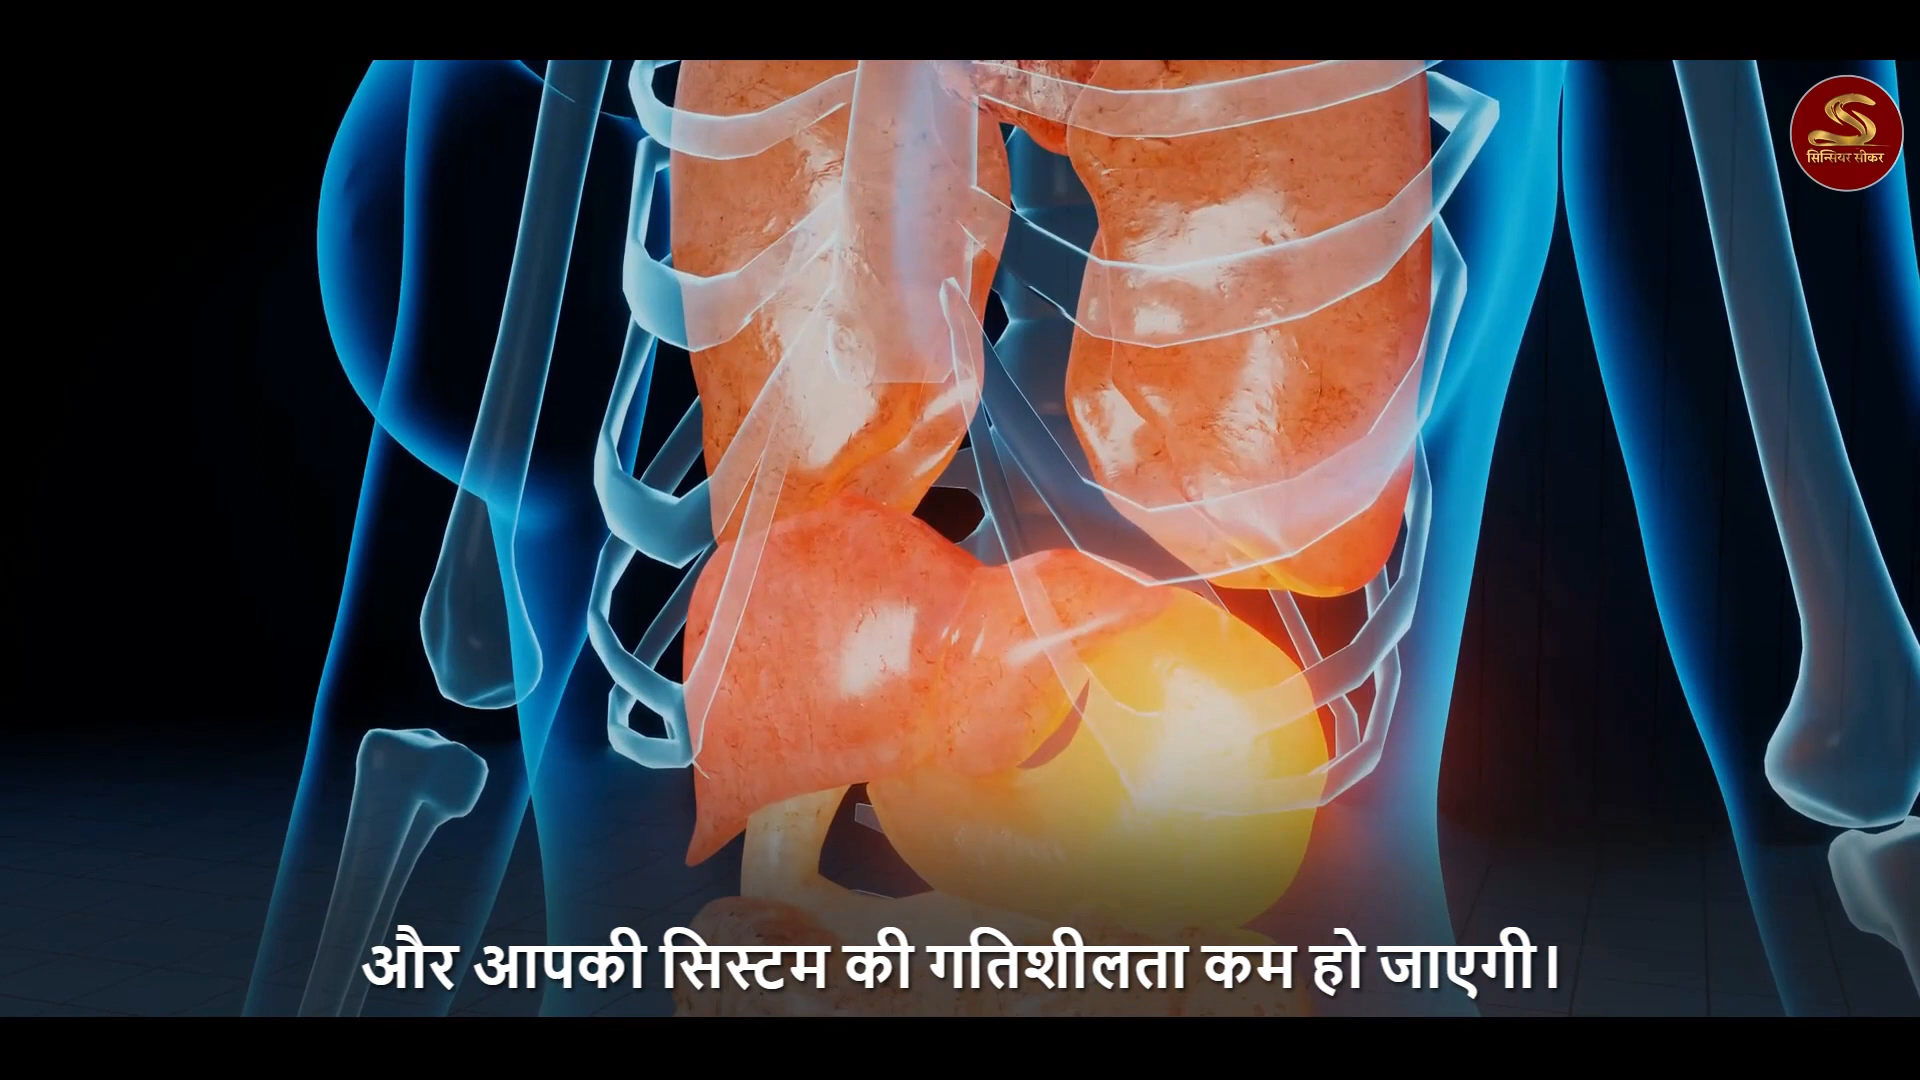 सिन्सियर सीकर
और आपकी सिस्टम की गतिशीलता कम हो जाएगी।